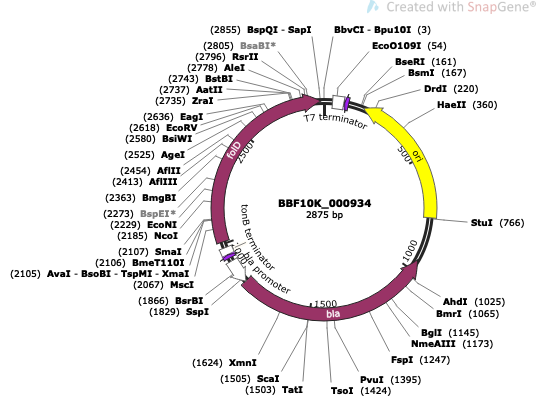 Created with SnapGene®
(2855) BspQI - SapI
BbvCI - Bpu10I (3)
(2805) BsaBI*
EcoO109I (54)
(2796) RsrII
(2778) AleI
BseRI (161)
BsmI (167)
(2743) BstBI
(2737) AatII
DrdI (220)
(2735) ZraI
HaeII (360)
(2636) EagI
(2618) EcoRV
(2580) BsiWI
(2525) AgeI
(2454) AflII
(2413) AflIII
(2363) BmgBI
(2273) BspEI*
(2229) EcoNI
(2185) NcoI
(2107) SmaI
(2106) BmeT110I
(2105) AvaI - BsoBI - TspMI - XmaI
(2067) MscI
(1866) BsrBI
(1829) SspI
StuI (766)
AhdI (1025)
BmrI (1065)
BglI (1145)
NmeAIII (1173)
FspI (1247)
PvuI (1395)
TsoI (1424)
(1624) XmnI
(1505) ScaI
(1503) TatI
T7 terminator
folD
2500
ori
500
BBF10K_000934
2875 bp
tonB terminator
bla promoter
1000
1500
bla